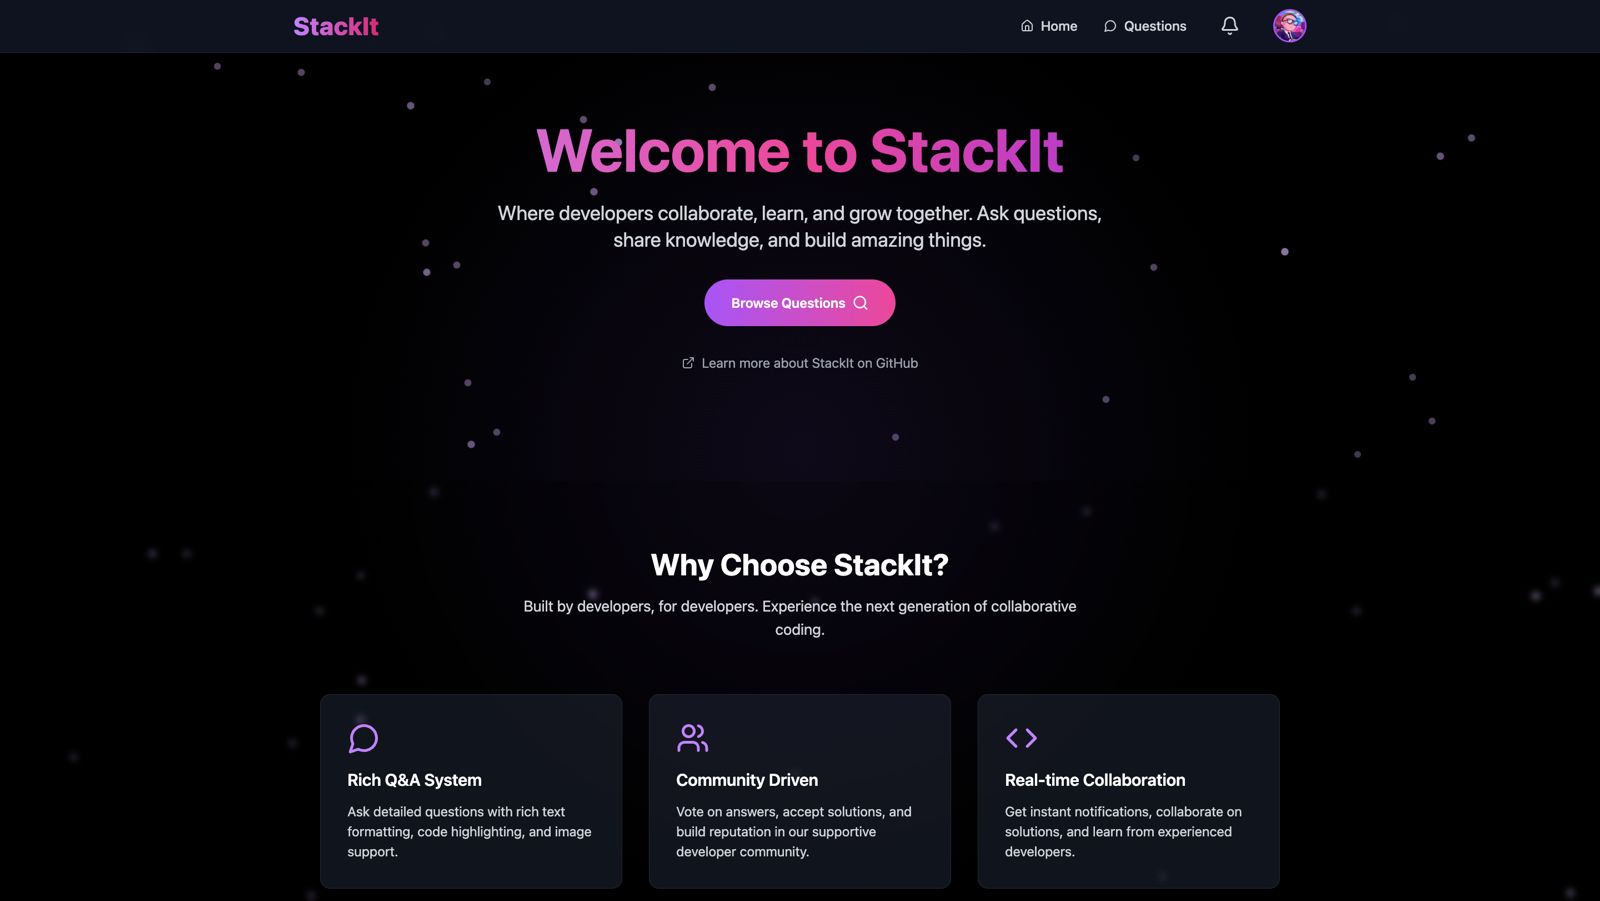 StackIt
Home
Questions
Welcome to StackIt
Where developers collaborate, learn, and grow together. Ask questions,
share knowledge, and build amazing things.
Browse Questions
Learn more about StackIt on GitHub
Why Choose StackIt?
Built by developers, for developers. Experience the next generation of collaborative
coding.
Rich Q&A System
Ask detailed questions with rich text
formatting, code highlighting, and image
support.
Community Driven
Vote on answers, accept solutions, and
build reputation in our supportive
developer community.
Real-time Collaboration
Get instant notifications, collaborate on
solutions, and learn from experienced
developers.